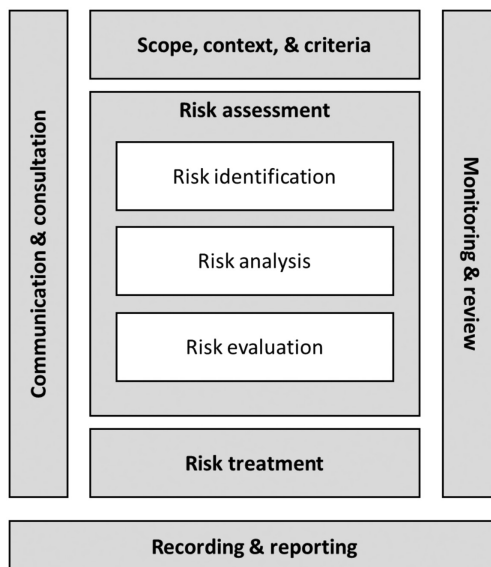 Scope, context, & criteria
Communication & consultation
Risk assessment
Risk identification
Risk analysis
Risk evaluation
Monitoring & review
Risk treatment
Recording & reporting